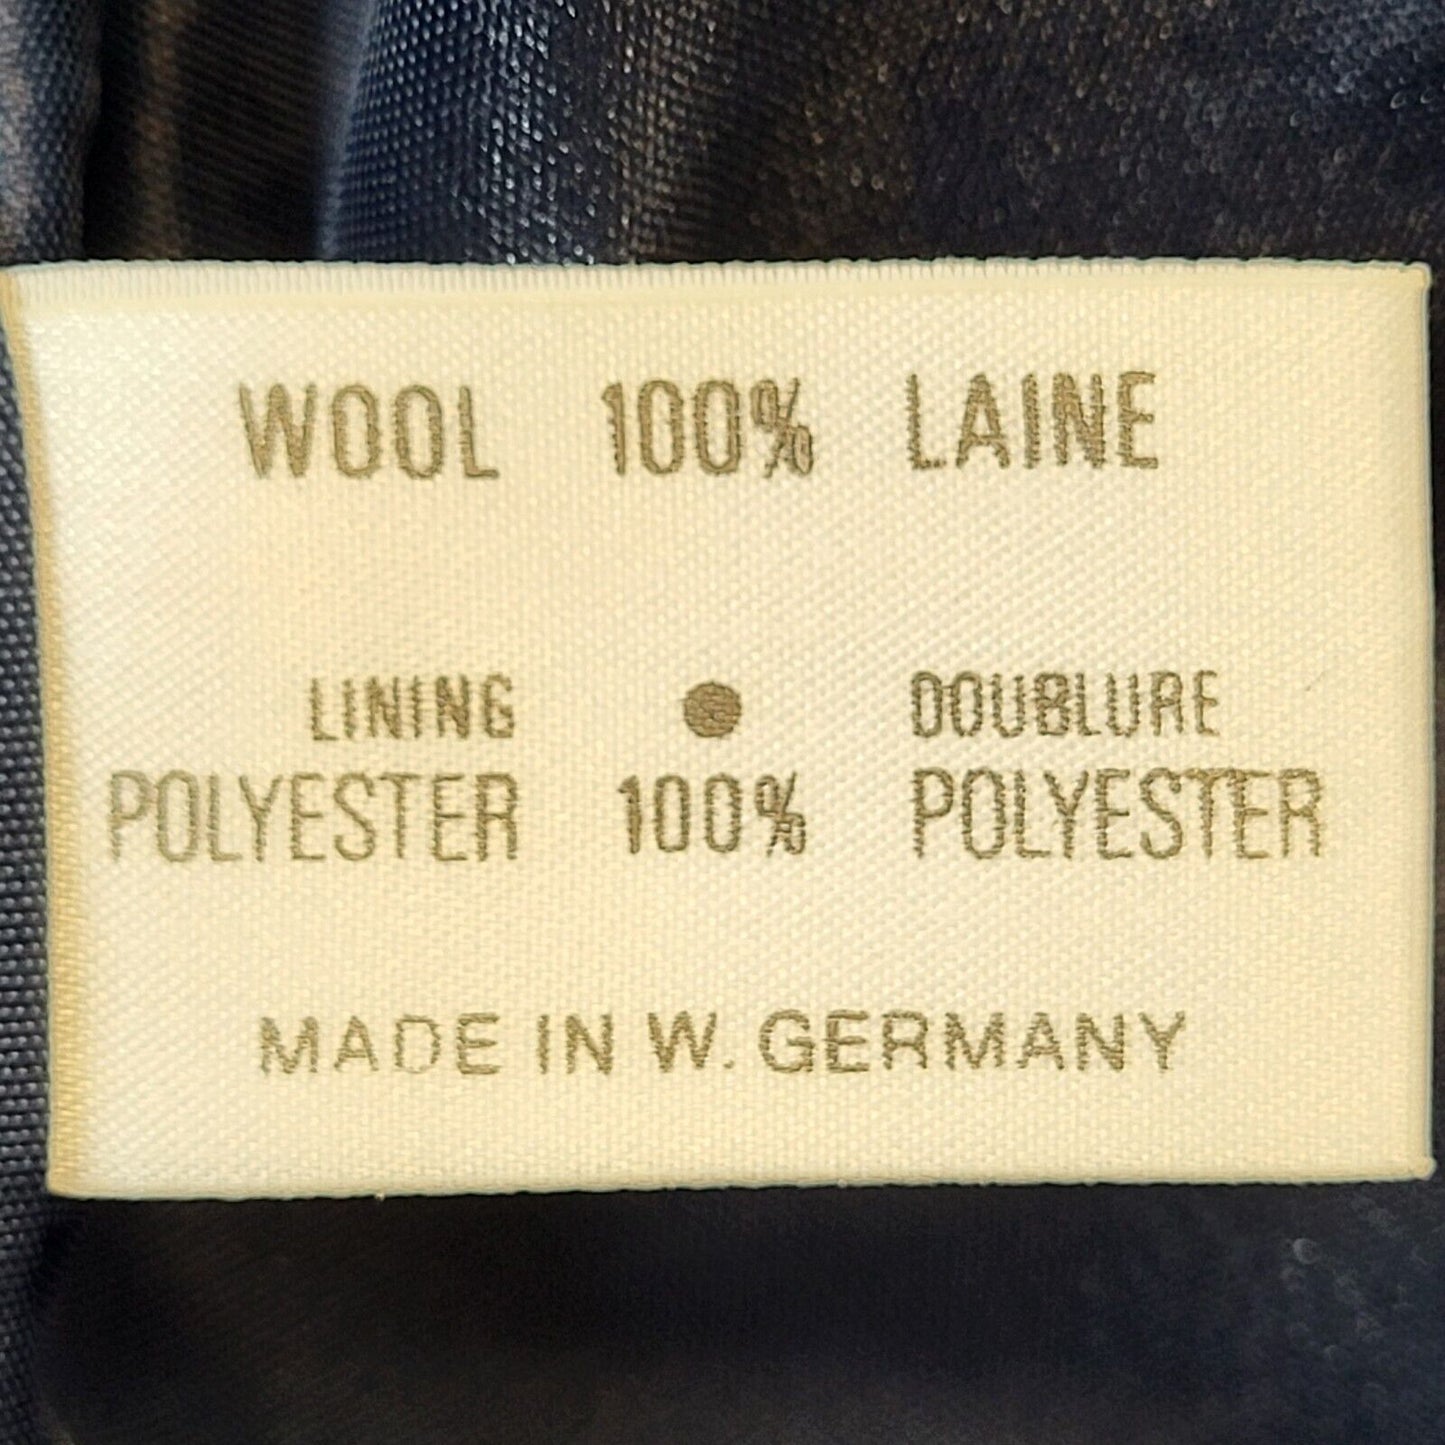 WOOL 100% LAINE
LINING • DOUBLURE
POLYESTER 100% POLYESTER
MADE IN W. GERMANY